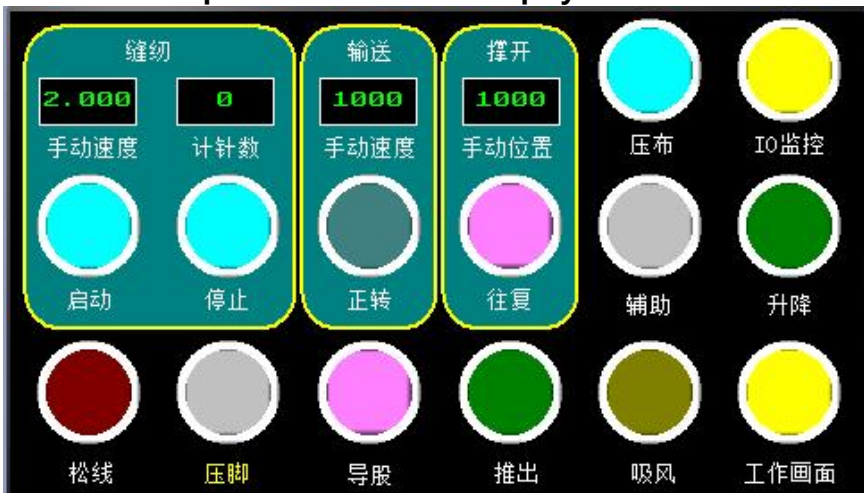 缝纫 输送 撑开
2.000 0 1000 1000
手动速度 计针数 手动速度 手动位置 压布 IO监控
启动 停止 正转 往复 辅助 升降
松线 压脚 导股 推出 吸风 工作画面